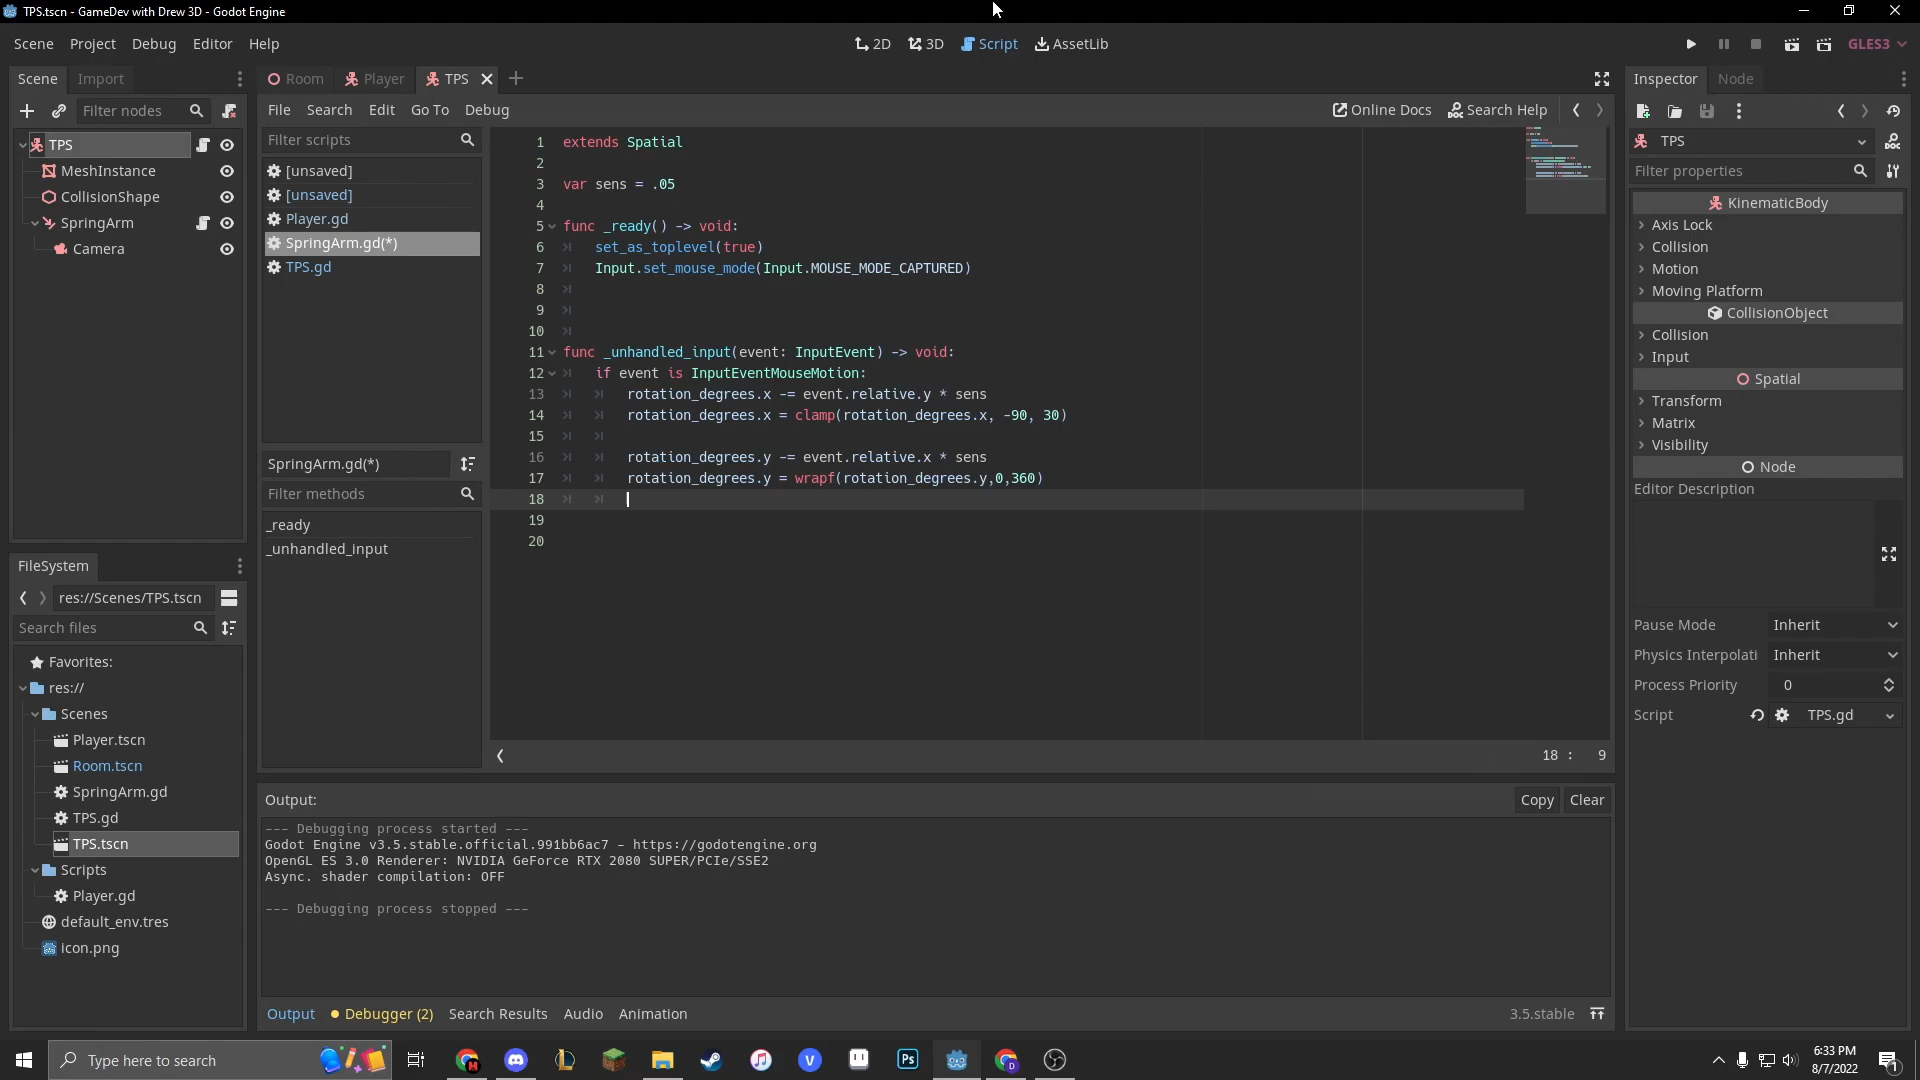 TPS.tscn - GameDev with Drew 3D - Godot Engine
Scene Project Debug Editor Help
2D 3D Script AssetLib
GLES3
Scene Import
Filter nodes
TPS
MeshInstance
CollisionShape
SpringArm
Camera
FileSystem
res://Scenes/TPS.tscn
Search files
Favorites:
res://
Scenes
Player.tscn
Room.tscn
SpringArm.gd
TPS.gd
TPS.tscn
Scripts
Player.gd
default_env.tres
icon.png
Room Player TPS
File Search Edit Go To Debug
Online Docs Search Help
Filter scripts
[unsaved]
[unsaved]
Player.gd
SpringArm.gd(*)
TPS.gd
SpringArm.gd(*)
Filter methods
_ready
_unhandled_input
1 extends Spatial
2
3 var sens = .05
4
5 func _ready() -> void:
6 set_as_toplevel(true)
7 Input.set_mouse_mode(Input.MOUSE_MODE_CAPTURED)
8
9
10
11 func _unhandled_input(event: InputEvent) -> void:
12 if event is InputEventMouseMotion:
13 rotation_degrees.x -= event.relative.y * sens
14 rotation_degrees.x = clamp(rotation_degrees.x, -90, 30)
15
16 rotation_degrees.y -= event.relative.x * sens
17 rotation_degrees.y = wrapf(rotation_degrees.y,0,360)
18
19
20
18 : 9
Output:
Copy Clear
--- Debugging process started ---
Godot Engine v3.5.stable.official.991bb6ac7 - https://godotengine.org
OpenGL ES 3.0 Renderer: NVIDIA GeForce RTX 2080 SUPER/PCIe/SSE2
Async. shader compilation: OFF
--- Debugging process stopped ---
Output Debugger (2) Search Results Audio Animation
3.5.stable
Inspector Node
TPS
Filter properties
KinematicBody
Axis Lock
Collision
Motion
Moving Platform
CollisionObject
Collision
Input
Spatial
Transform
Matrix
Visibility
Node
Editor Description
Pause Mode Inherit
Physics Interpolati Inherit
Process Priority 0
Script TPS.gd
Type here to search
6:33 PM
8/7/2022